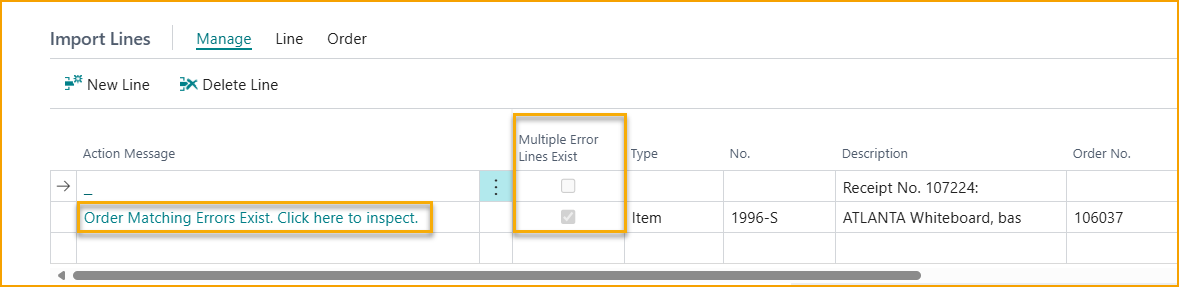 Import Lines Manage Line Order
New Line Delete Line
Action Message Multiple Error Lines Exist Type No. Description Order No.
_ Receipt No. 107224:
Order Matching Errors Exist. Click here to inspect. Item 1996-S ATLANTA Whiteboard, bas 106037